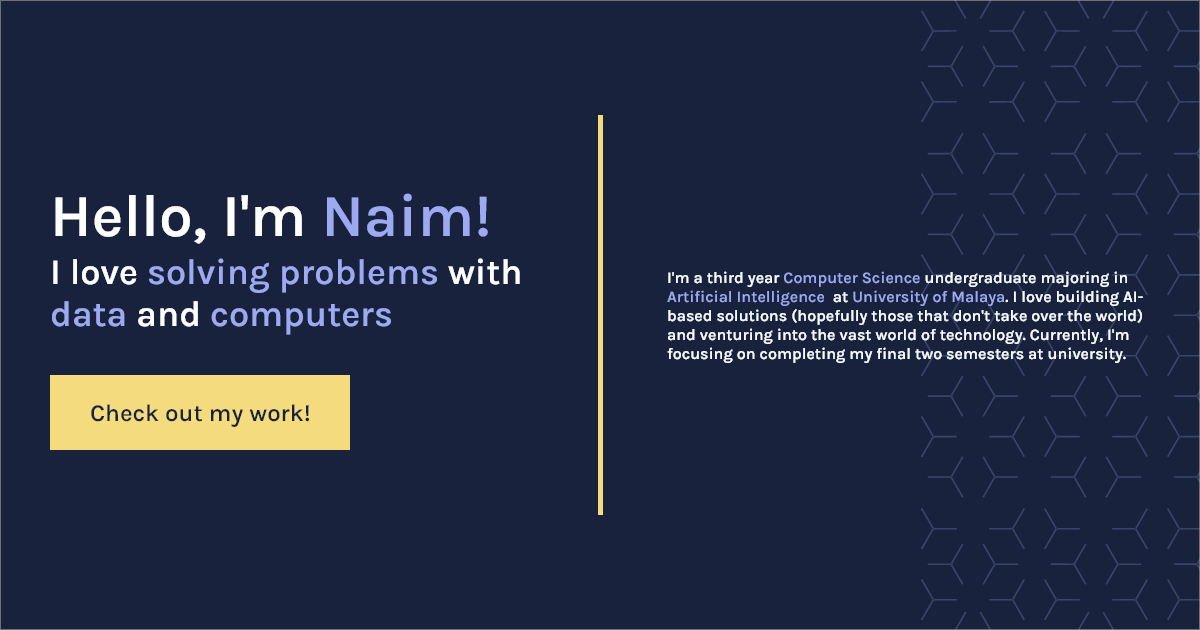 Hello, I'm Naim!
I love solving problems with
data and computers
Check out my work!
I'm a third year Computer Science undergraduate majoring in
Artificial Intelligence  at University of Malaya. I love building AI-
based solutions (hopefully those that don't take over the world)
and venturing into the vast world of technology. Currently, I'm
focusing on completing my final two semesters at university.